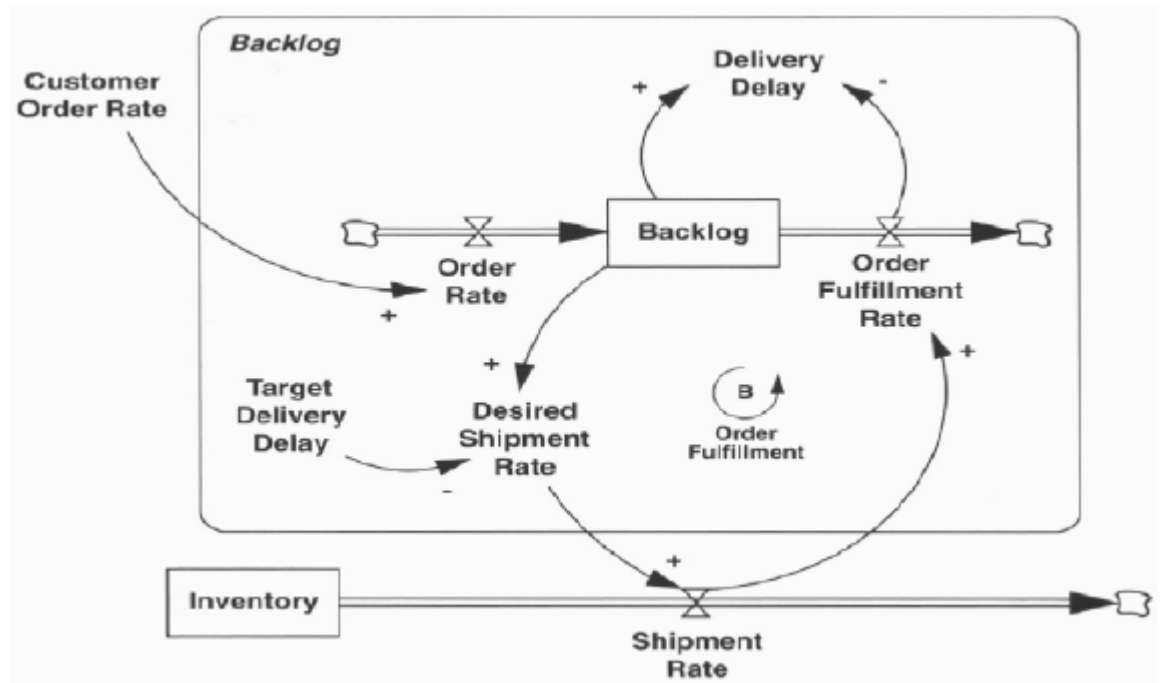 Backlog
Customer
Order Rate
Delivery
Delay
+
-
Backlog
Order
Rate
+
Order
Fulfillment
Rate
+
+
Target
Delivery
Delay
-
Desired
Shipment
Rate
B
Order
Fulfillment
+
Inventory
Shipment
Rate